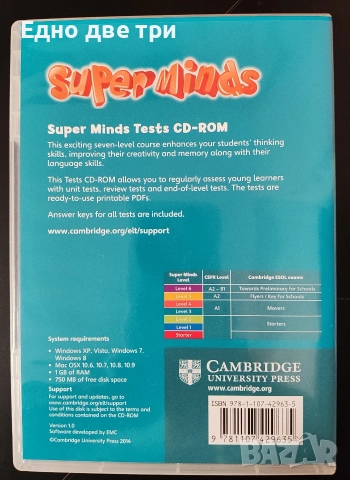 Едно две три
Super Minds
Super Minds Tests CD-ROM
This exciting seven-level course enhances your students' thinking
skills, improving their creativity and memory along with their
language skills.
This Tests CD-ROM allows you to regularly assess young learners
with unit tests, review tests and end-of-level tests. The tests are
ready-to-use printable PDFs.
Answer keys for all tests are included.
www.cambridge.org/elt/support
Super Minds Level CEFR Level Cambridge ESOL exams
Level 6 A2 – B1 Towards Preliminary for Schools
Level 5 A2 Flyers / Key for Schools
Level 4
A1 Movers
Level 3
Level 2
Starters
Level 1
Starter
System requirements
• Windows XP, Vista, Windows 7,
Windows 8
• Mac OSX 10.6, 10.7, 10.8, 10.9
• 1 GB of RAM
• 750 MB of free disk space
Support
For support and updates, go to
www.cambridge.org/elt/support
Use of this disk is subject to the terms and
conditions contained on the CD-ROM
Version 1.0
Software developed by EMC
©Cambridge University Press 2014
CAMBRIDGE
UNIVERSITY PRESS
www.cambridge.org
ISBN 978-1-107-42963-5
9 781107 429635